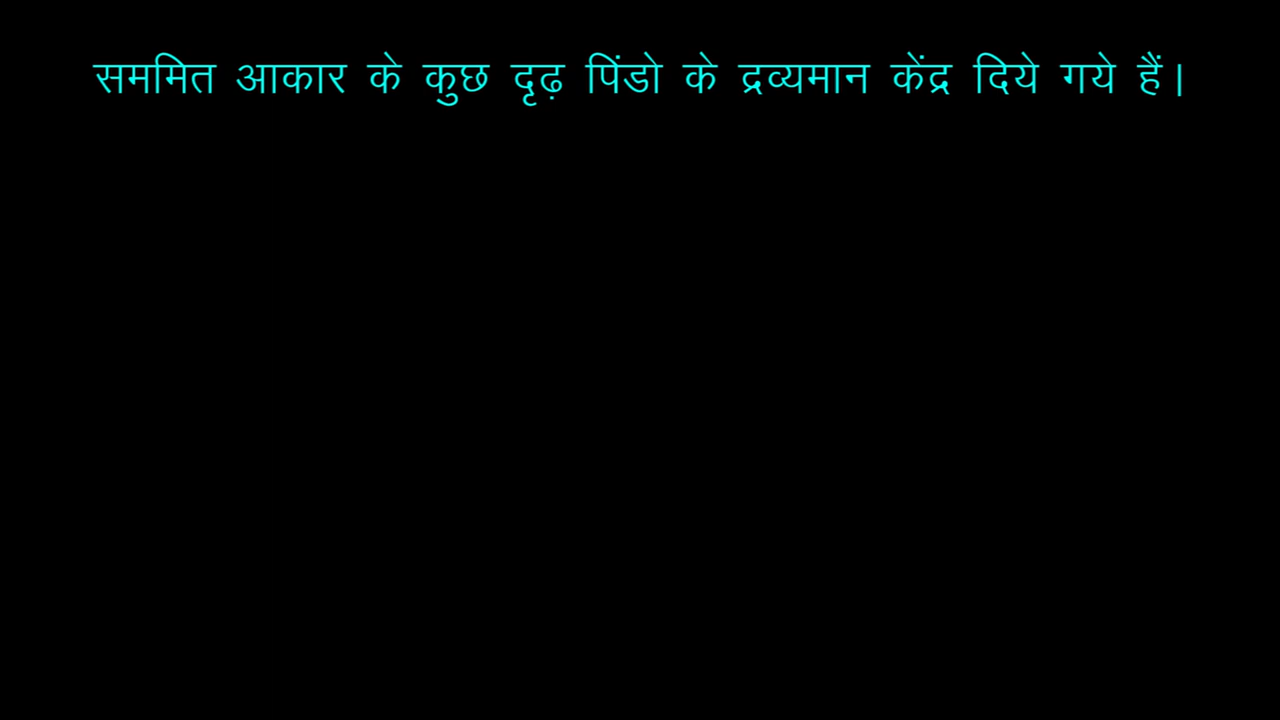 सममित आकार के कुछ दृढ़ पिंडो के द्रव्यमान केंद्र दिये गये हैं।